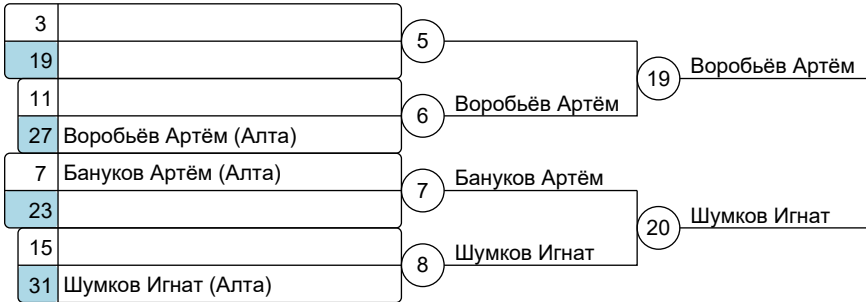 3
5
19
Воробьёв Артём
19
11
6
Воробьёв Артём
27 Воробьёв Артём (Алта)
7 Бануков Артём (Алта)
7
Бануков Артём
23
20
Шумков Игнат
15
8
Шумков Игнат
31 Шумков Игнат (Алта)